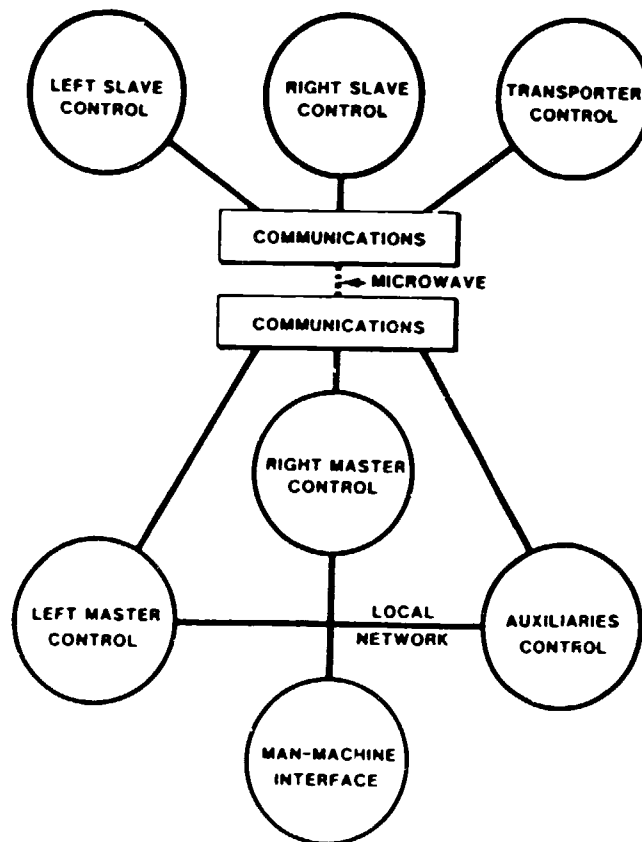 LEFT SLAVE
CONTROL
RIGHT SLAVE
CONTROL
TRANSPORTER
CONTROL
COMMUNICATIONS
MICROWAVE
COMMUNICATIONS
RIGHT MASTER
CONTROL
LEFT MASTER
CONTROL
LOCAL
NETWORK
AUXILIARIES
CONTROL
MAN-MACHINE
INTERFACE